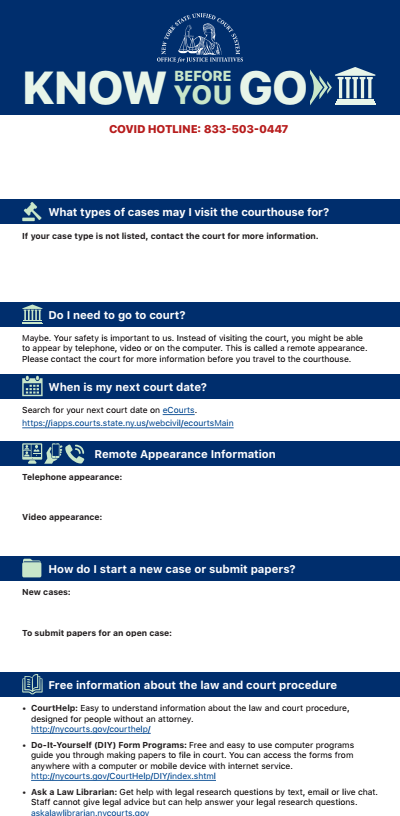 NEW YORK STATE UNIFIED COURT SYSTEM
OFFICE for JUSTICE INITIATIVES
KNOW BEFORE YOU GO
COVID HOTLINE: 833-503-0447
What types of cases may I visit the courthouse for?
If your case type is not listed, contact the court for more information.
Do I need to go to court?
Maybe. Your safety is important to us. Instead of visiting the court, you might be able
to appear by telephone, video or on the computer. This is called a remote appearance.
Please contact the court for more information before you travel to the courthouse.
When is my next court date?
Search for your next court date on eCourts.
https://iapps.courts.state.ny.us/webcivil/ecourtsMain
Remote Appearance Information
Telephone appearance:
Video appearance:
How do I start a new case or submit papers?
New cases:
To submit papers for an open case:
Free information about the law and court procedure
• CourtHelp: Easy to understand information about the law and court procedure,
designed for people without an attorney.
http://nycourts.gov/courthelp/
• Do-It-Yourself (DIY) Form Programs: Free and easy to use computer programs
guide you through making papers to file in court. You can access the forms from
anywhere with a computer or mobile device with internet service.
http://nycourts.gov/CourtHelp/DIY/index.shtml
• Ask a Law Librarian: Get help with legal research questions by text, email or live chat.
Staff cannot give legal advice but can help answer your legal research questions.
asklawlibrarian.nycourts.gov